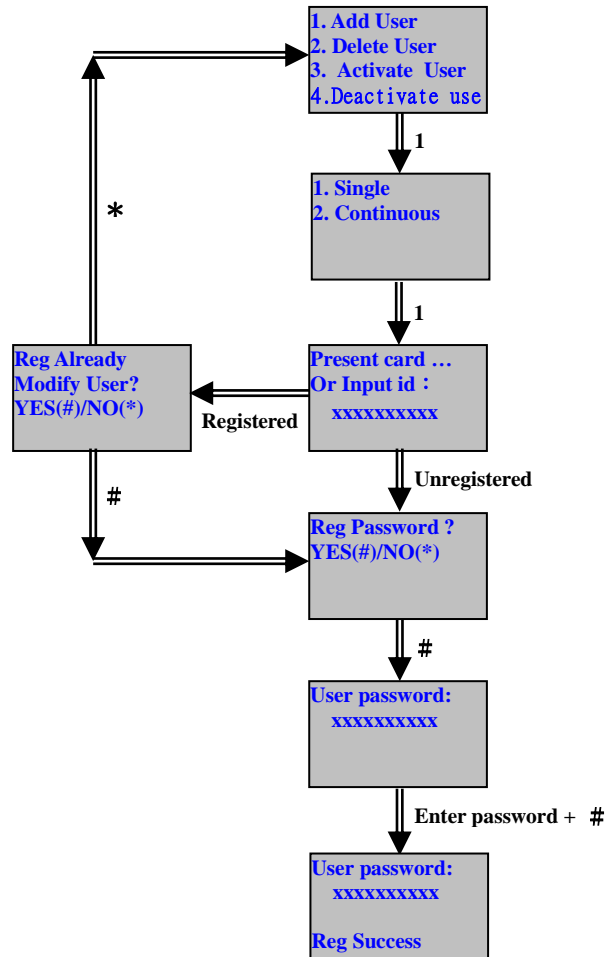 1. Add User
2. Delete User
3. Activate User
4.Deactivate use
1
1. Single
2. Continuous
*
1
Reg Already
Modify User?
YES(#)/NO(*)
Registered
Present card ...
Or Input id：
xxxxxxxxxx
Unregistered
#
Reg Password ?
YES(#)/NO(*)
#
User password:
xxxxxxxxxx
Enter password + #
User password:
xxxxxxxxxx
Reg Success